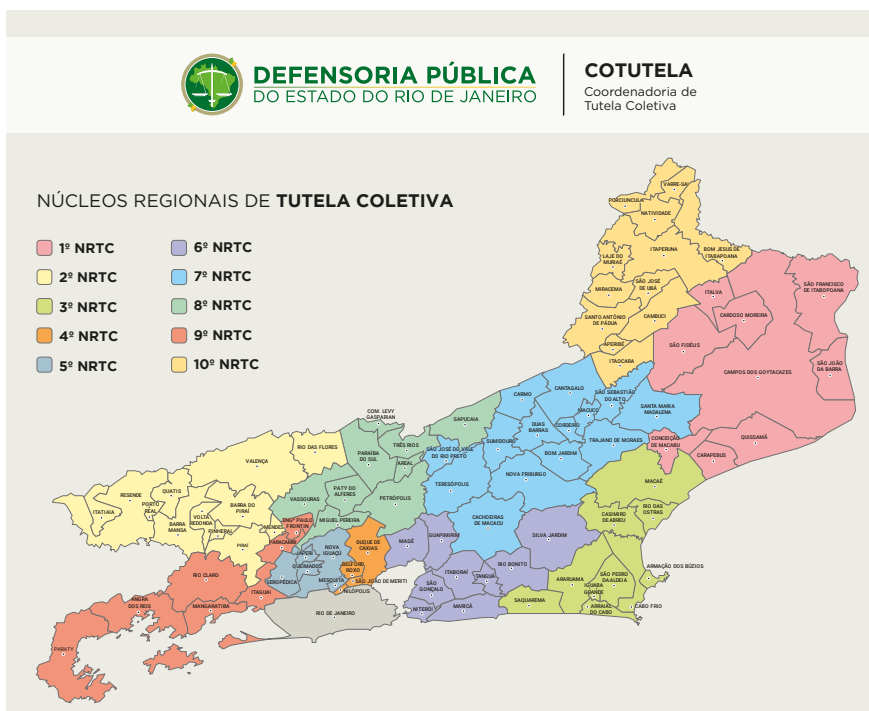 DEFENSORIA PÚBLICA
DO ESTADO DO RIO DE JANEIRO
COTUTELA
Coordenadoria de
Tutela Coletiva
NÚCLEOS REGIONAIS DE TUTELA COLETIVA
1º NRTC
2º NRTC
3º NRTC
4º NRTC
5º NRTC
6º NRTC
7º NRTC
8º NRTC
9º NRTC
10º NRTC
VARRE-SAI
PORCIUNCULA
NATIVIDADE
ITAPERUNA
BOM JESUS DE
ITABAPOANA
LAJE DO
MURIAÉ
SÃO JOSÉ
DE UBÁ
MIRACEMA
SANTO ANTÔNIO
DE PÁDUA
CAMBUCI
APERIBÉ
ITAOCARA
ITALVA
CARDOSO MOREIRA
SÃO FRANCISCO
DE ITABOPOANA
SÃO FIDÉLIS
CAMPOS DOS GOYTACAZES
SÃO JOÃO
DA BARRA
QUISSAMÃ
CARAPEBUS
CONCEIÇÃO
DE MACABU
CARMO
CANTAGALO
SÃO SEBASTIÃO
DO ALTO
MACUCO
SANTA MARIA
MADALENA
DUAS
BARRAS
CORDEIRO
TRAJANO DE MORAES
SUMIDOURO
BOM JARDIM
SÃO JOSÉ DO VALE
DO RIO PRETO
NOVA FRIBURGO
TERESÓPOLIS
CACHOEIRAS
DE MACACU
COM. LEVY
GASPARIAN
SAPUCAIA
TRÊS RIOS
PARAÍBA
DO SUL
AREAL
PATY DO
ALFERES
PETRÓPOLIS
VASSOURAS
MIGUEL PEREIRA
RIO DAS FLORES
VALENÇA
RESENDE
QUATIS
ITATIAIA
PORTO
REAL
BARRA
MANSA
VOLTA
REDONDA
BARRA DO
PIRAÍ
PINHEIRAL
PIRAÍ
MENDES
ENGº PAULO
FRONTIN
PARACAMBI
RIO CLARO
ITAGUAI
ANGRA
DOS REIS
MANGARATIBA
PARATY
JAPERI
NOVA
IGUAÇU
QUEIMADOS
SEROPÉDICA
MESQUITA
DUQUE DE
CAXIAS
BELFORD
ROXO
SÃO JOÃO DE MERITI
NILÓPOLIS
RIO DE JANEIRO
MAGÉ
GUAPIMIRIM
ITABORAÍ
TANGUÁ
RIO BONITO
SILVA JARDIM
SÃO
GONÇALO
NITERÓI
MARICÁ
MACAÉ
RIO DAS
OSTRAS
CASIMIRO
DE ABREU
ARARUAMA
SÃO PEDRO
DA ALDEIA
IGUABA
GRANDE
ARMAÇÃO DOS BÚZIOS
SAQUAREMA
ARRAIAL
DO CABO
CABO FRIO